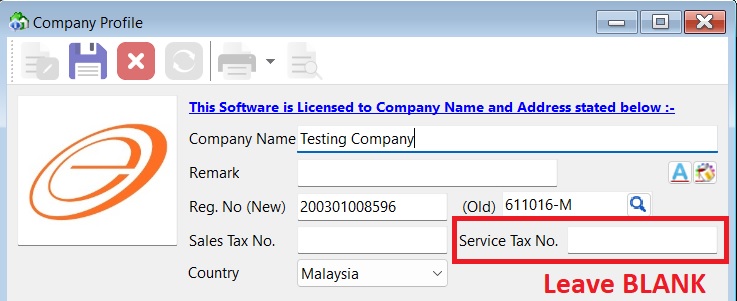 Company Profile
This Software is Licensed to Company Name and Address stated below :-
Company Name Testing Company
Remark
A
Reg. No (New) 200301008596 (Old) 611016-M
Sales Tax No. Service Tax No.
Country Malaysia
Leave BLANK